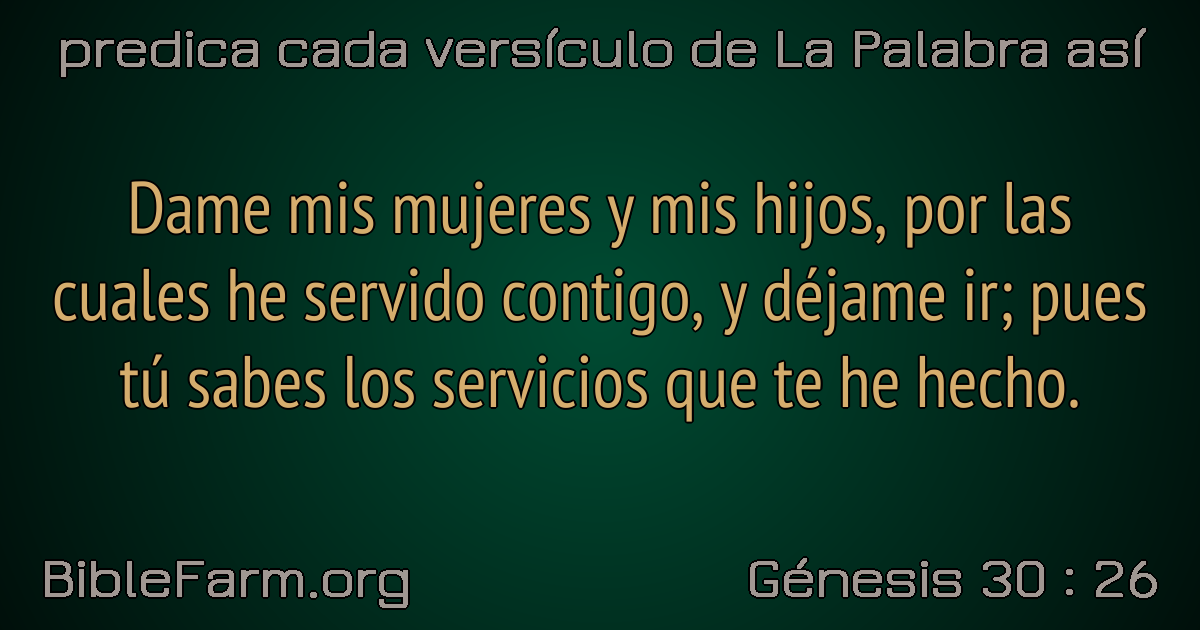 predica cada versículo de La Palabra así
Dame mis mujeres y mis hijos, por las
cuales he servido contigo, y déjame ir; pues
tú sabes los servicios que te he hecho.
BibleFarm.org
Génesis 30 : 26